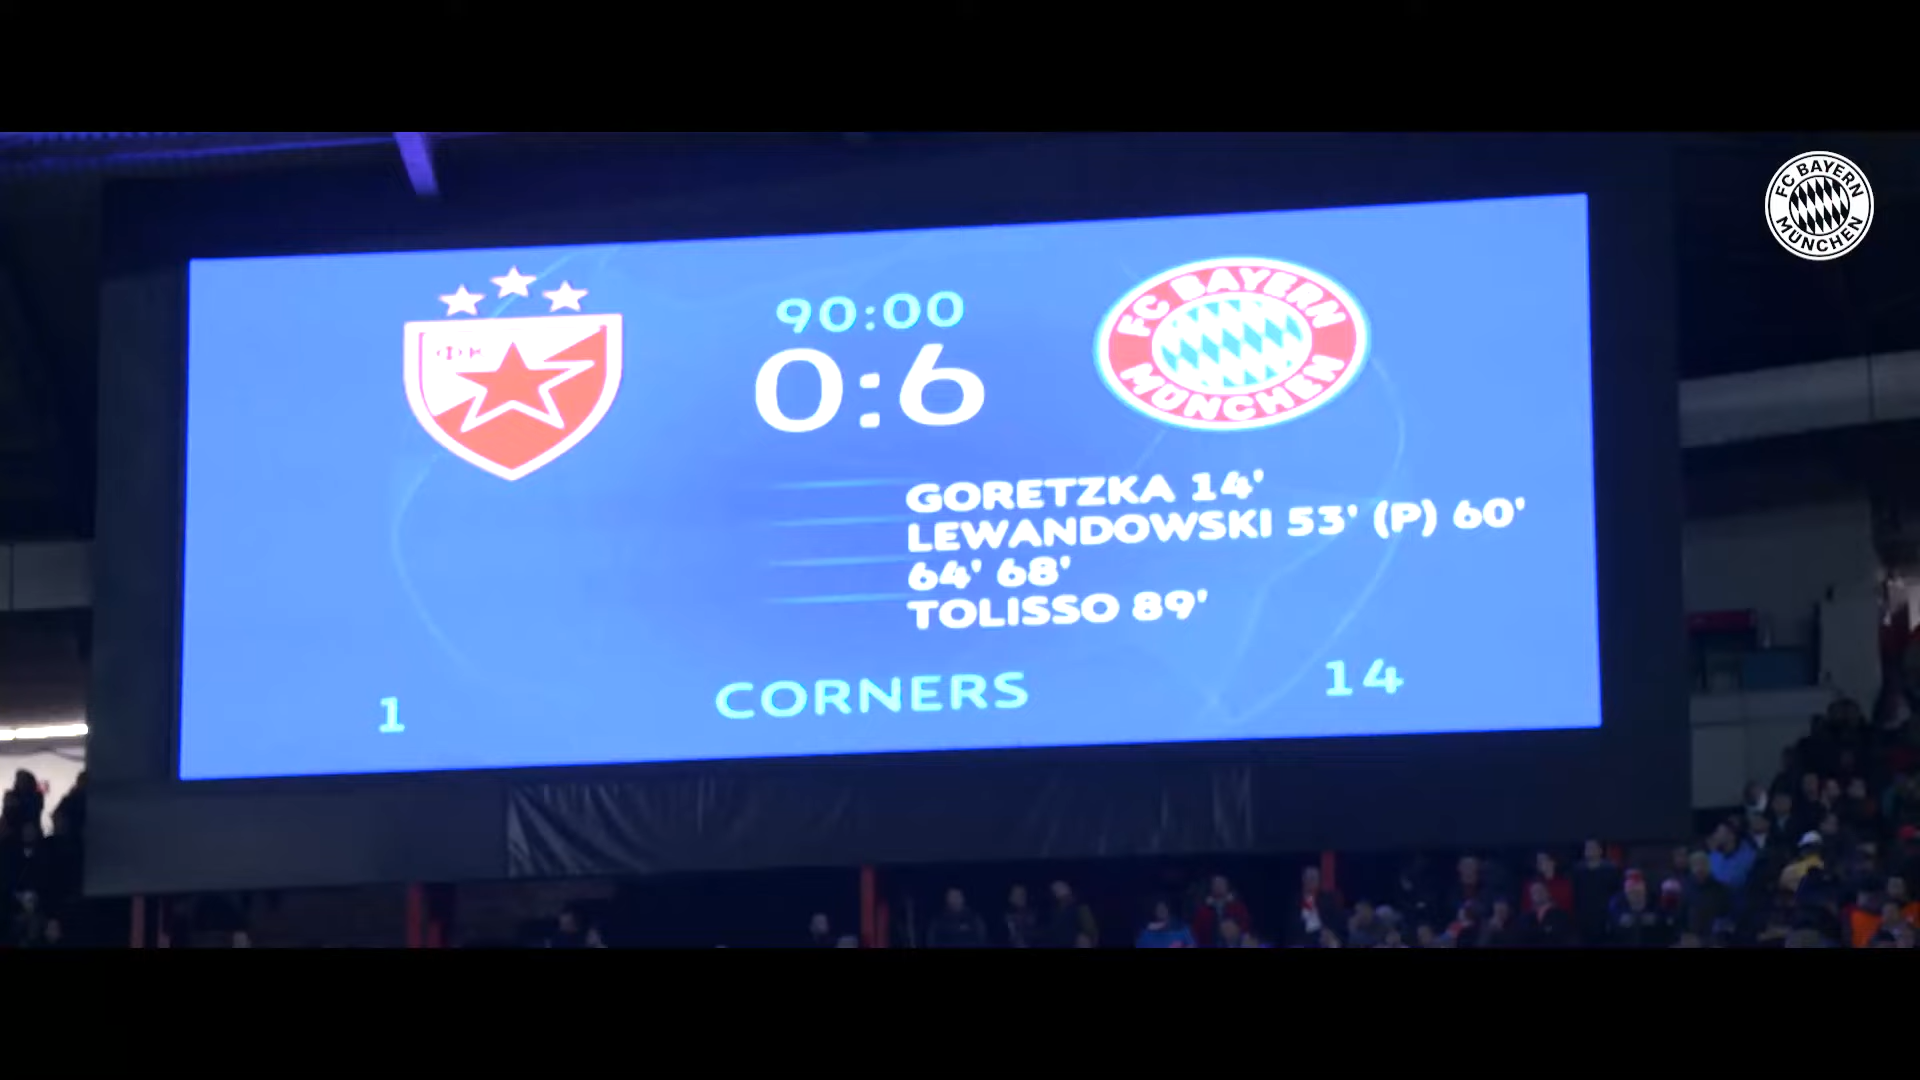 90:00
0:6
FC BAYERN
MÜNCHEN
GORETZKA 14'
LEWANDOWSKI 53' (P) 60'
64' 68'
TOLISSO 89'
1 CORNERS 14
FC BAYERN
MÜNCHEN